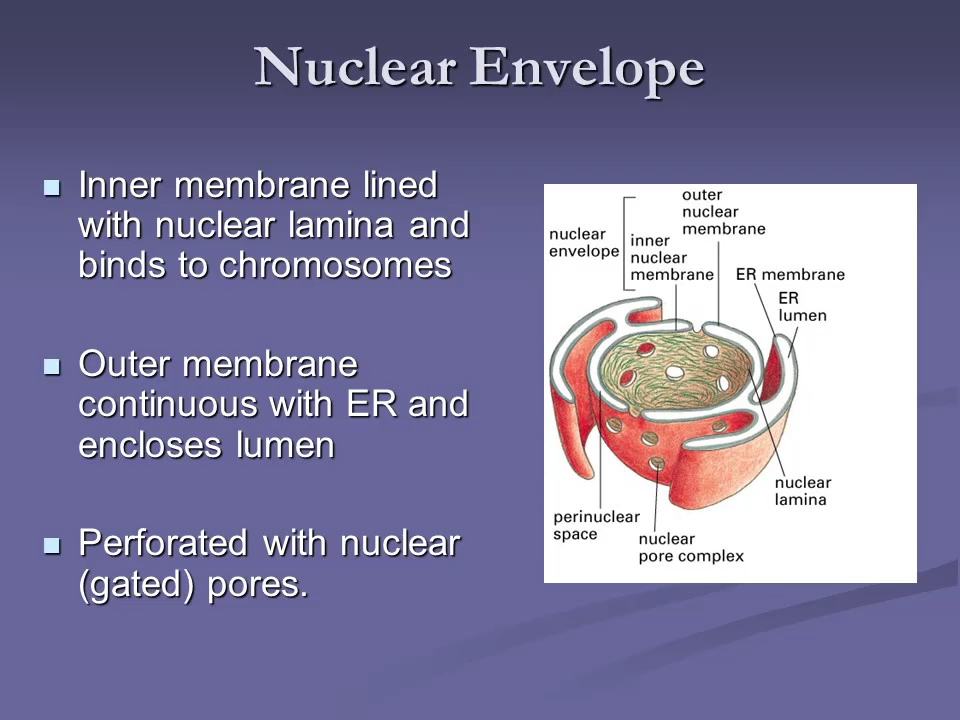 Nuclear Envelope
Inner membrane lined
with nuclear lamina and
binds to chromosomes
Outer membrane
continuous with ER and
encloses lumen
Perforated with nuclear
(gated) pores.
outer
nuclear
membrane
nuclear
envelope
inner
nuclear
membrane
ER membrane
ER
lumen
nuclear
lamina
perinuclear
space
nuclear
pore complex